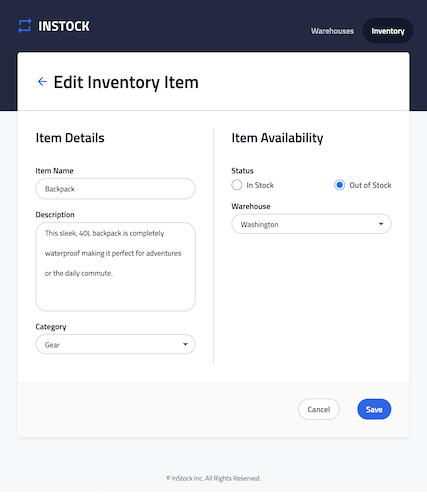 INSTOCK
Warehouses
Inventory
Edit Inventory Item
Item Details
Item Name
Backpack
Description
This sleek, 40L backpack is completely
waterproof making it perfect for adventures
or the daily commute.
Category
Gear
Item Availability
Status
In Stock
Out of Stock
Warehouse
Washington
Cancel
Save
© InStock Inc. All Rights Reserved.